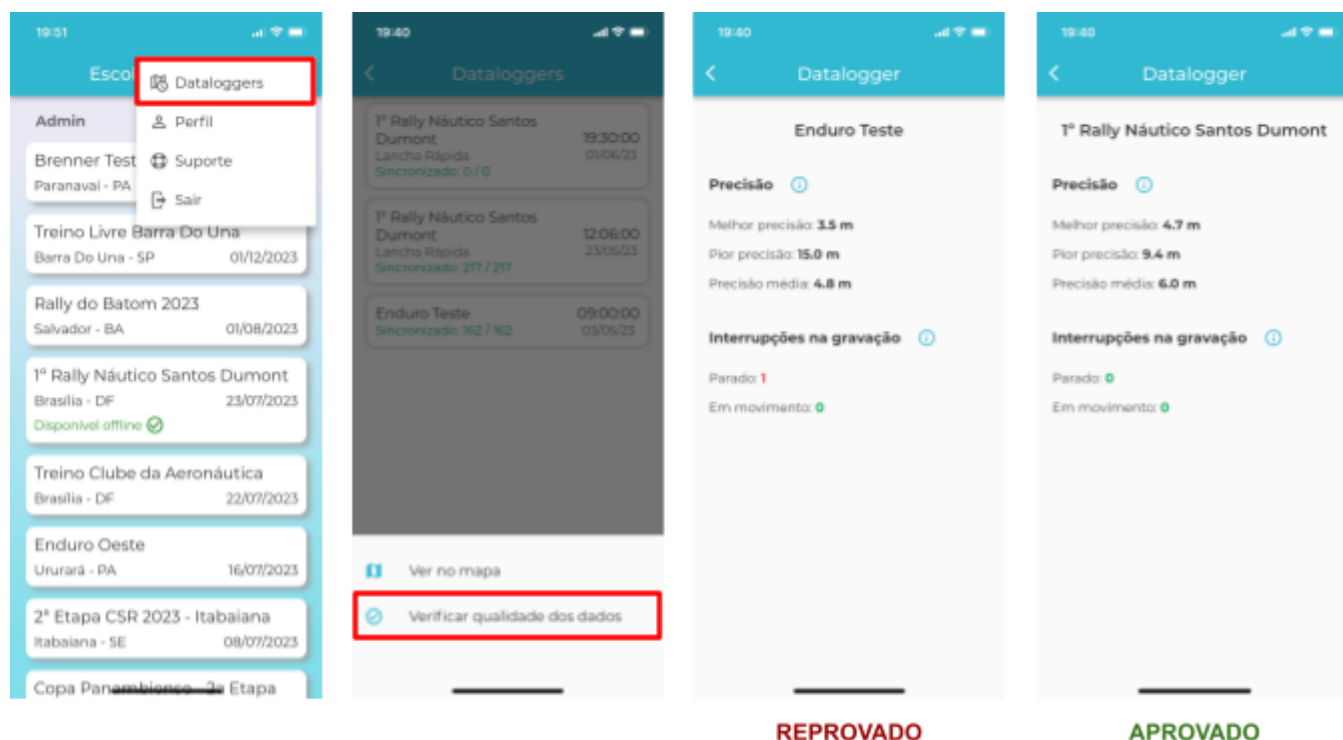 19:51
Escol
Dataloggers
Perfil
Suporte
Sair
Admin
Brenner Test
Paranavaí - PA
Treino Livre Barra Do Una
Barra Do Una - SP 01/12/2023
Rally do Batom 2023
Salvador - BA 01/08/2023
1º Rally Náutico Santos Dumont
Brasília - DF 23/07/2023
Disponível offline
Treino Clube da Aeronáutica
Brasília - DF 22/07/2023
Enduro Oeste
Ururará - PA 16/07/2023
2ª Etapa CSR 2023 - Itabaiana
Itabaiana - SE 08/07/2023
Copa Panambiense - 2a Etapa
19:40
Dataloggers
1º Rally Náutico Santos
Dumont 19:30:00
Lancha Rápida 01/06/23
Sincronizado: 0 / 0
1º Rally Náutico Santos
Dumont 12:06:00
Lancha Rápida 23/05/23
Sincronizado: 217 / 217
Enduro Teste 09:00:00
Sincronizado: 162 / 162 03/05/23
Ver no mapa
Verificar qualidade dos dados
19:40
Datalogger
Enduro Teste
Precisão
Melhor precisão: 3.5 m
Pior precisão: 15.0 m
Precisão média: 4.8 m
Interrupções na gravação
Parado: 1
Em movimento: 0
REPROVADO
19:40
Datalogger
1º Rally Náutico Santos Dumont
Precisão
Melhor precisão: 4.7 m
Pior precisão: 9.4 m
Precisão média: 6.0 m
Interrupções na gravação
Parado: 0
Em movimento: 0
APROVADO